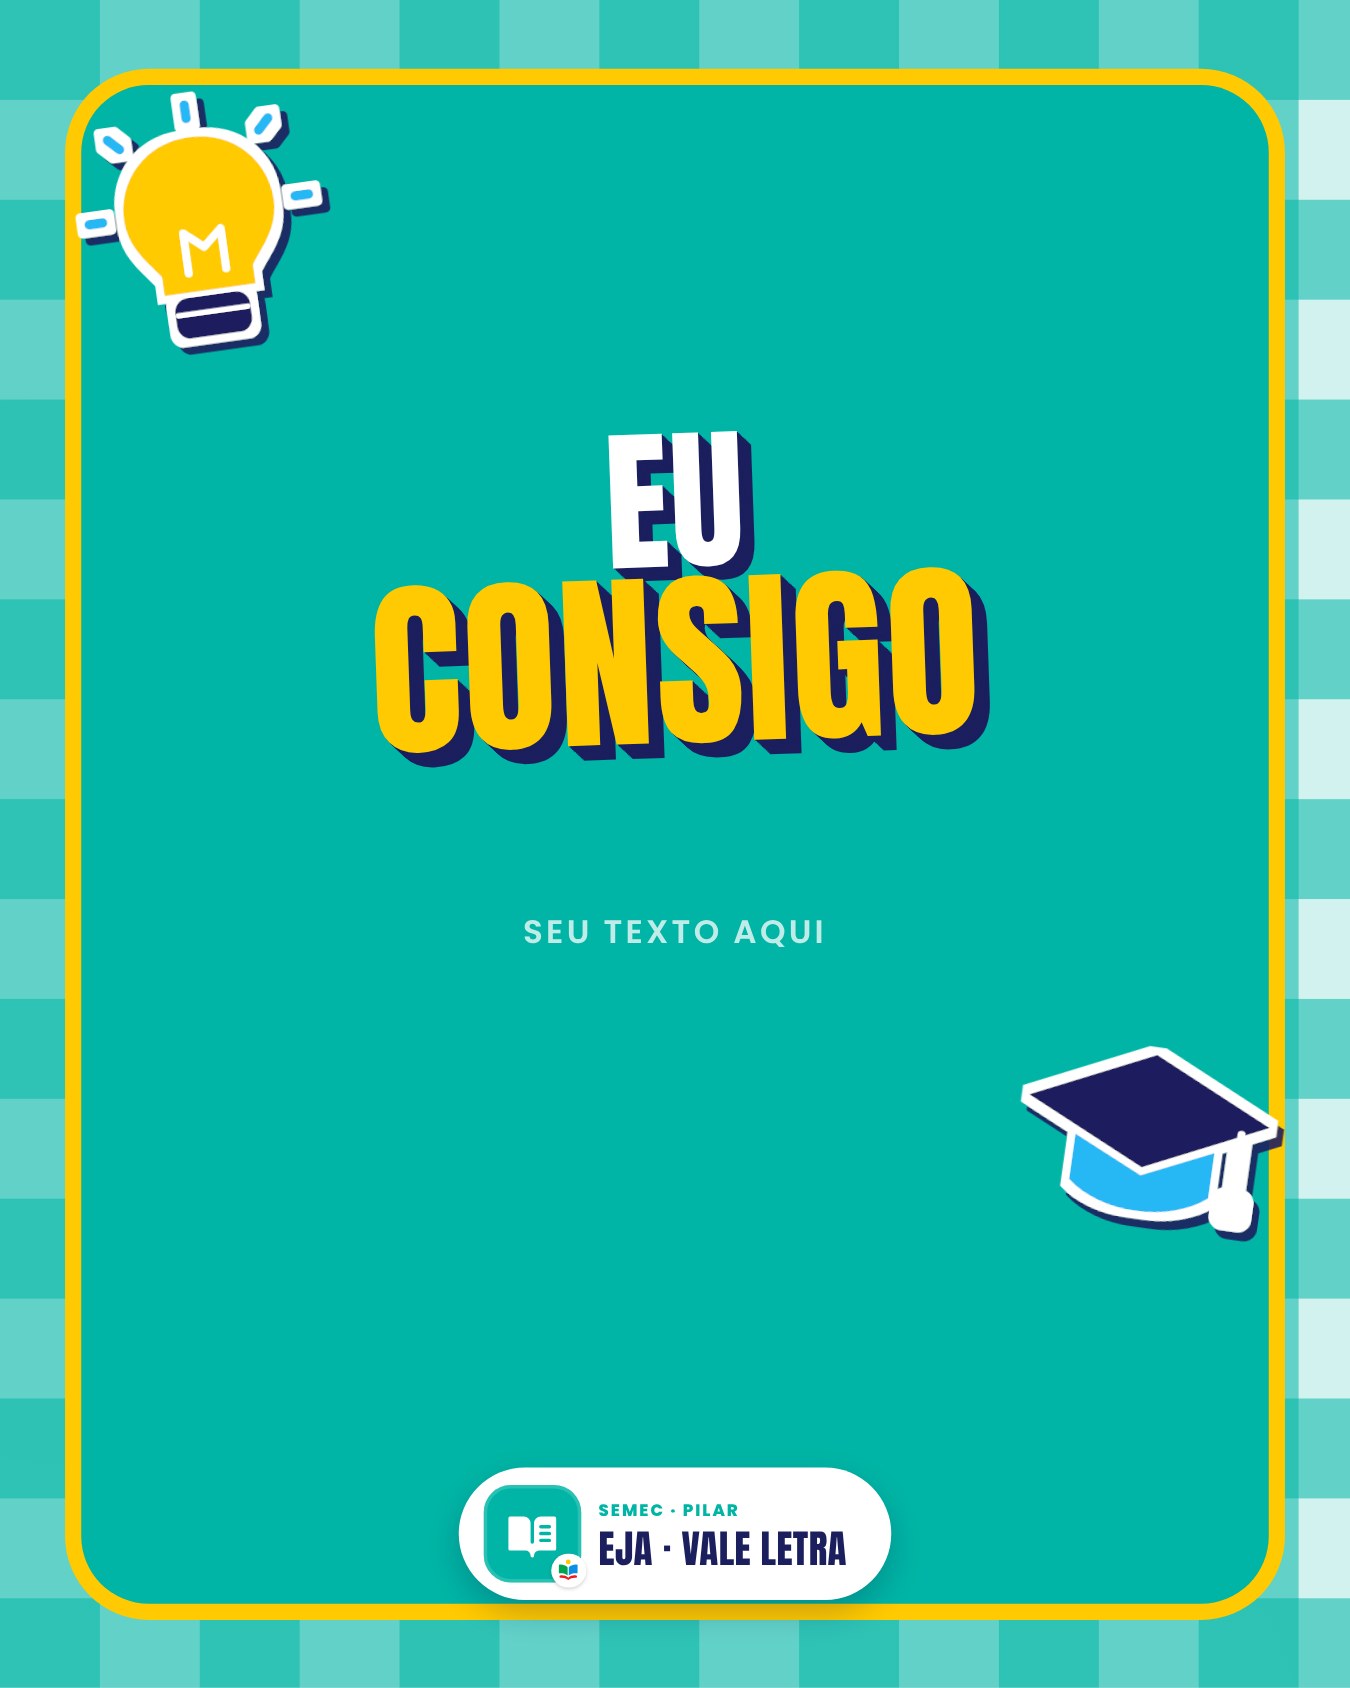 M
EU
CONSIGO
SEU TEXTO AQUI
SEMEC · PILAR
EJA · VALE LETRA